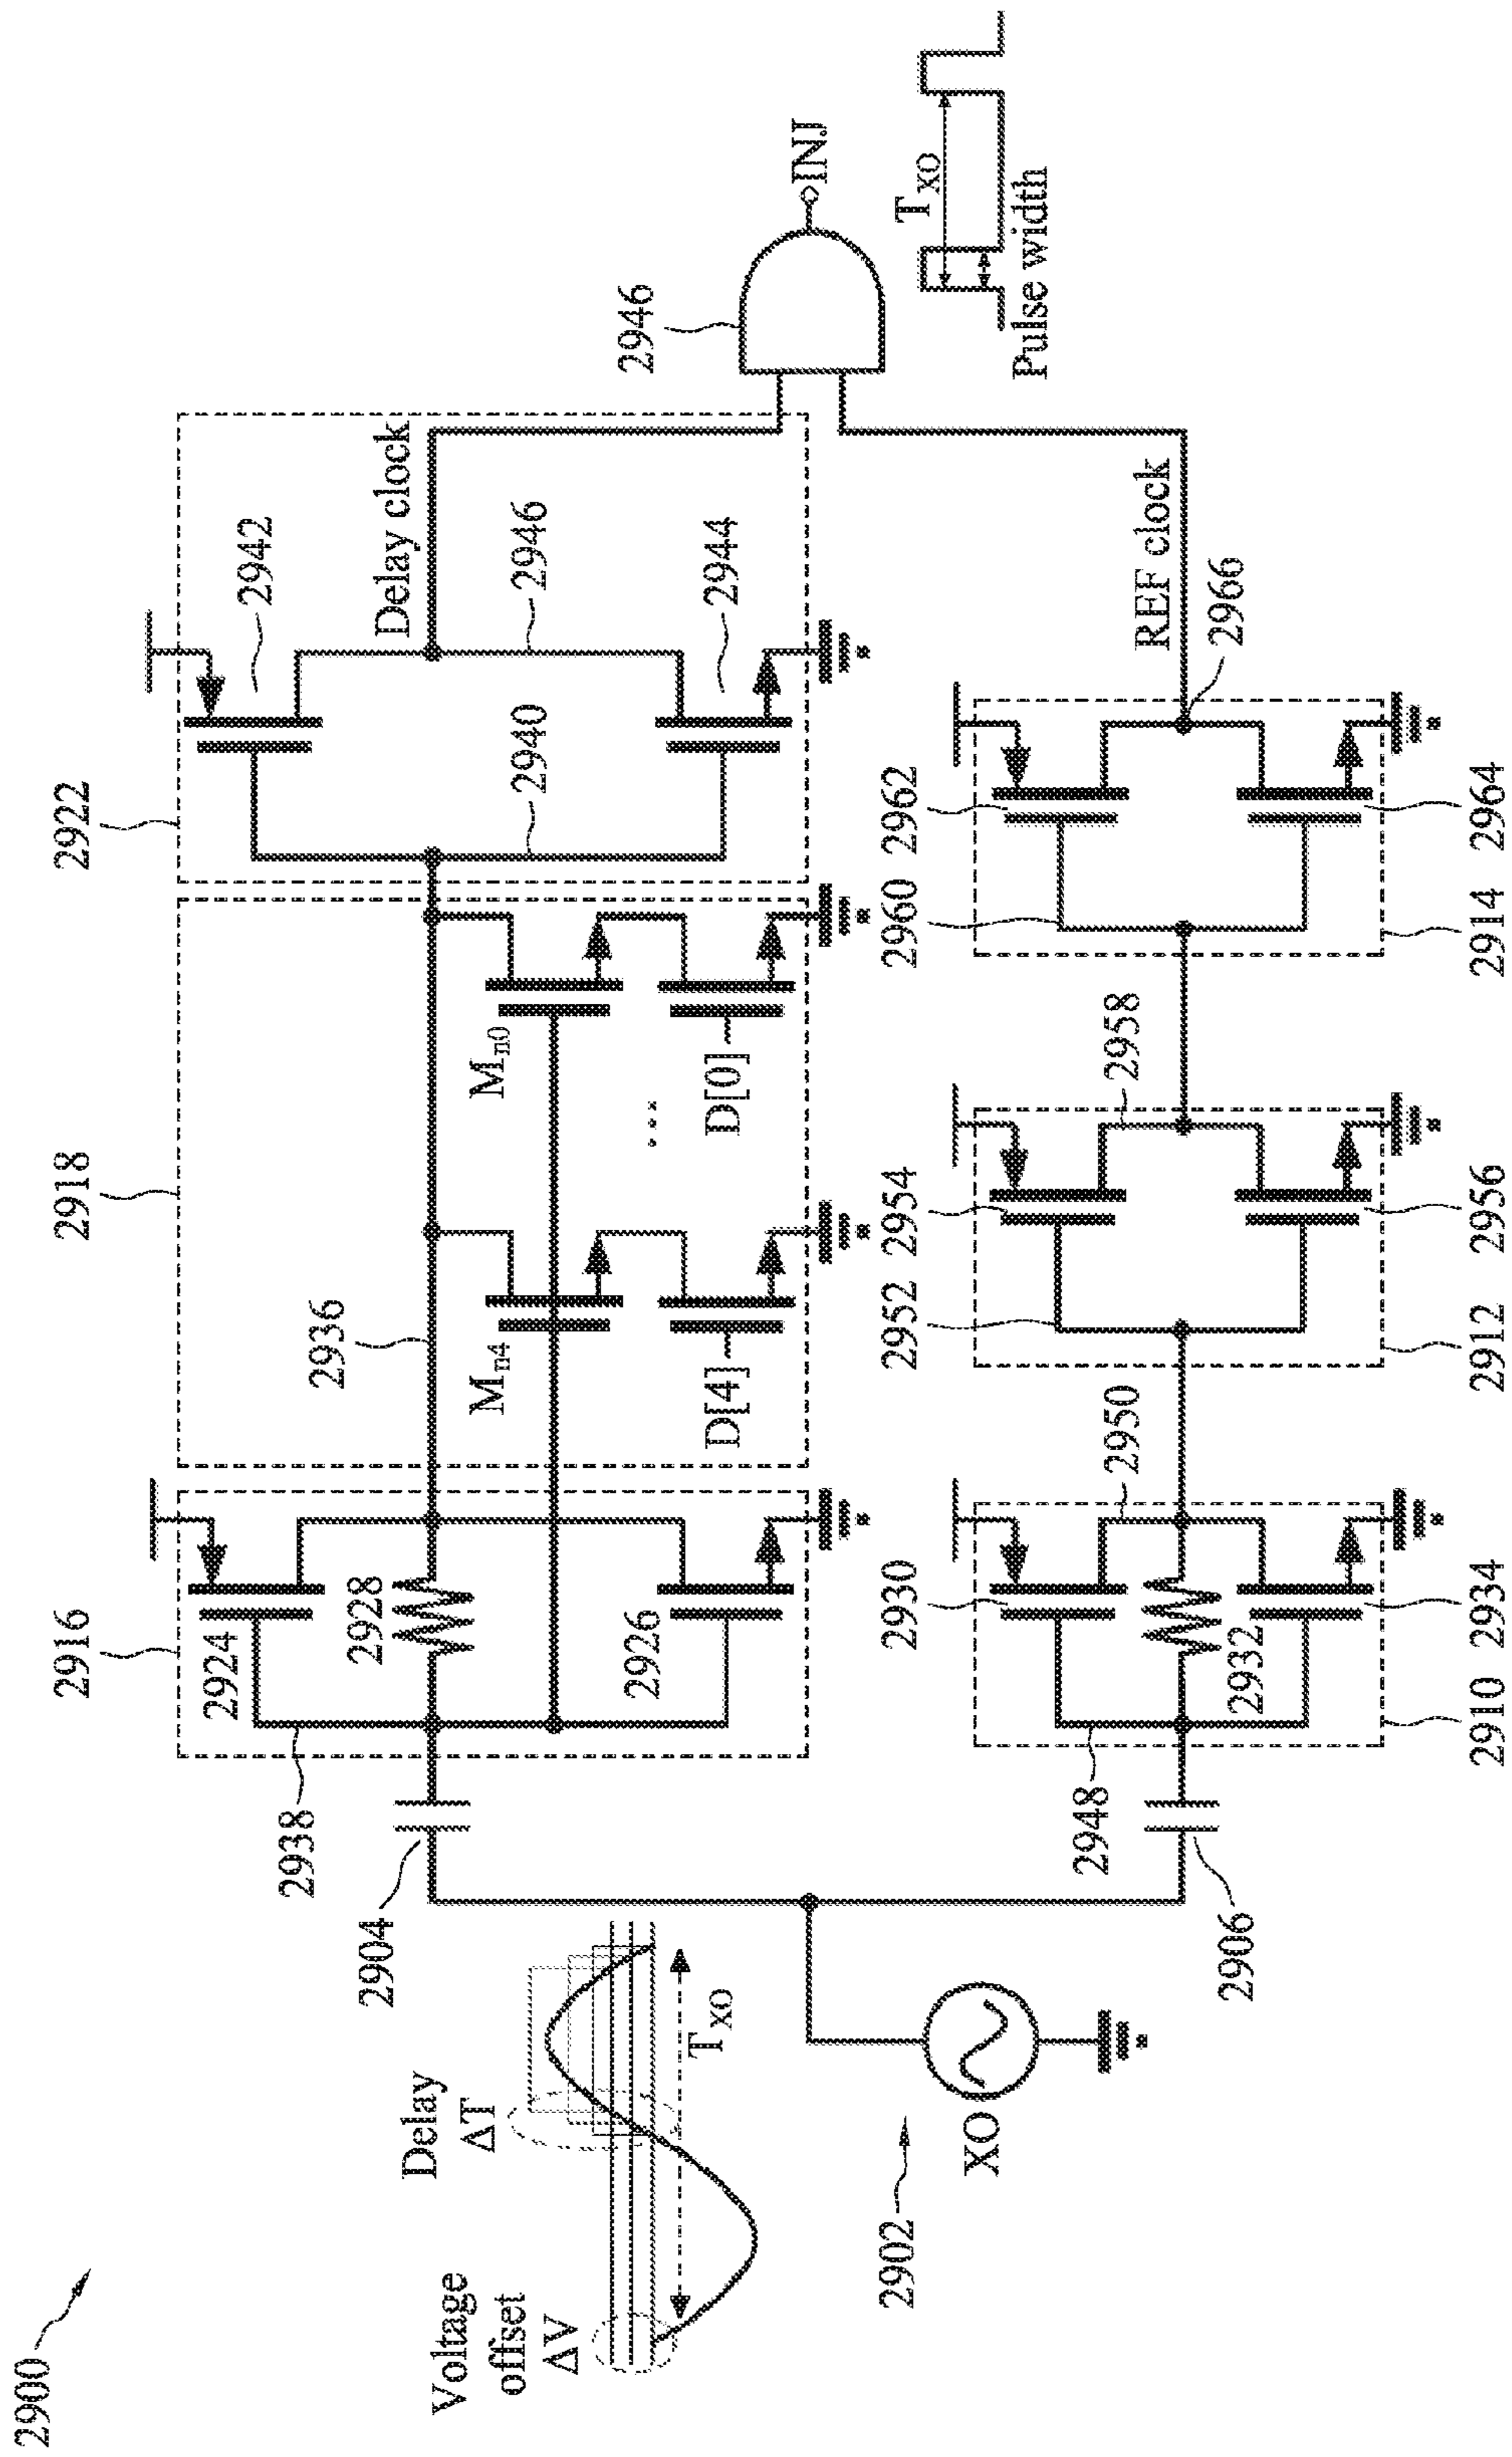 2900
Voltage
offset
ΔV
Delay
ΔT
T_XO
2902
XO
2904
2906
2916
2938
2924
2928
2926
2918
2936
M_n4
D[4]
M_n0
...
D[0]
2922
2940
2942
Delay clock
2946
2944
2946
INJ
T_XO
Pulse width
2910
2948
2930
2932
2934
2950
2912
2952
2954
2956
2958
2914
2960
2962
2964
2966
REF clock